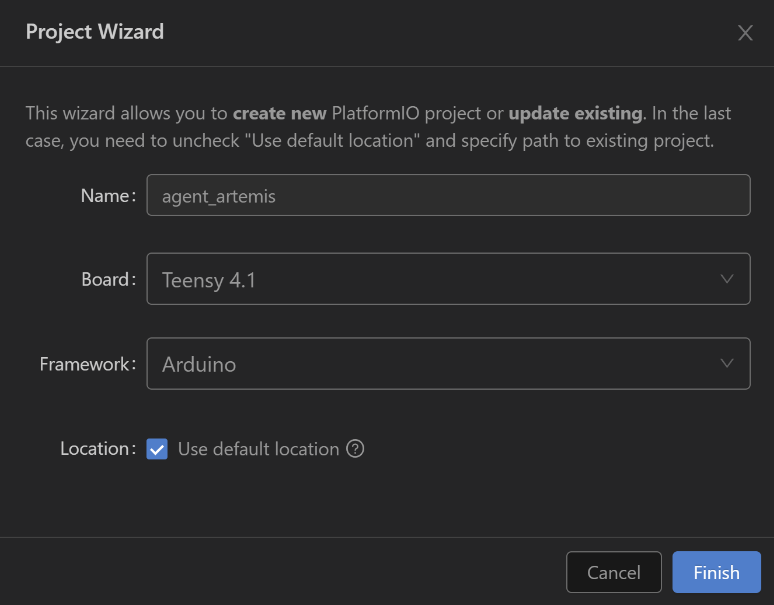 Project Wizard
This wizard allows you to create new PlatformIO project or update existing. In the last
case, you need to uncheck "Use default location" and specify path to existing project.
Name: agent_artemis
Board: Teensy 4.1
Framework: Arduino
Location: Use default location ?
Cancel Finish